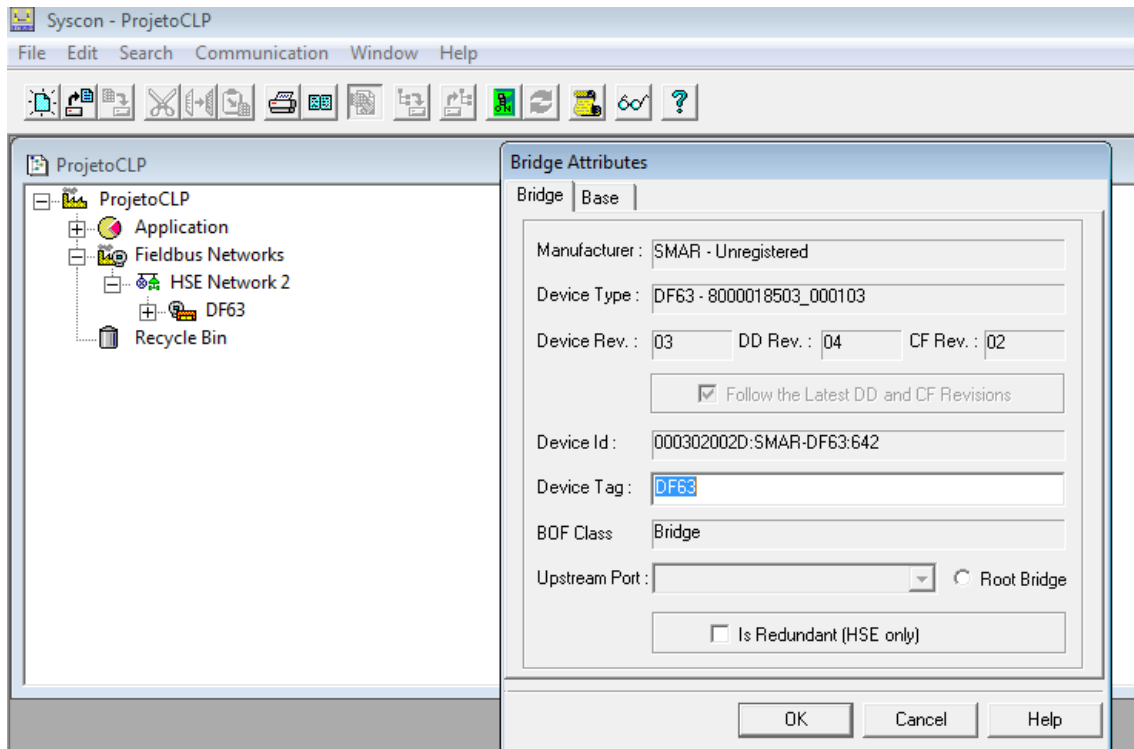 Syscon - ProjetoCLP
File Edit Search Communication Window Help
ON
?
ProjetoCLP
ProjetoCLP
Application
Fieldbus Networks
HSE Network 2
DF63
Recycle Bin
Bridge Attributes
Bridge Base
Manufacturer : SMAR - Unregistered
Device Type : DF63 - 8000018503_000103
Device Rev. : 03 DD Rev. : 04 CF Rev. : 02
Follow the Latest DD and CF Revisions
Device Id : 000302002D:SMAR-DF63:642
Device Tag : DF63
BOF Class Bridge
Upstream Port : Root Bridge
Is Redundant (HSE only)
OK Cancel Help